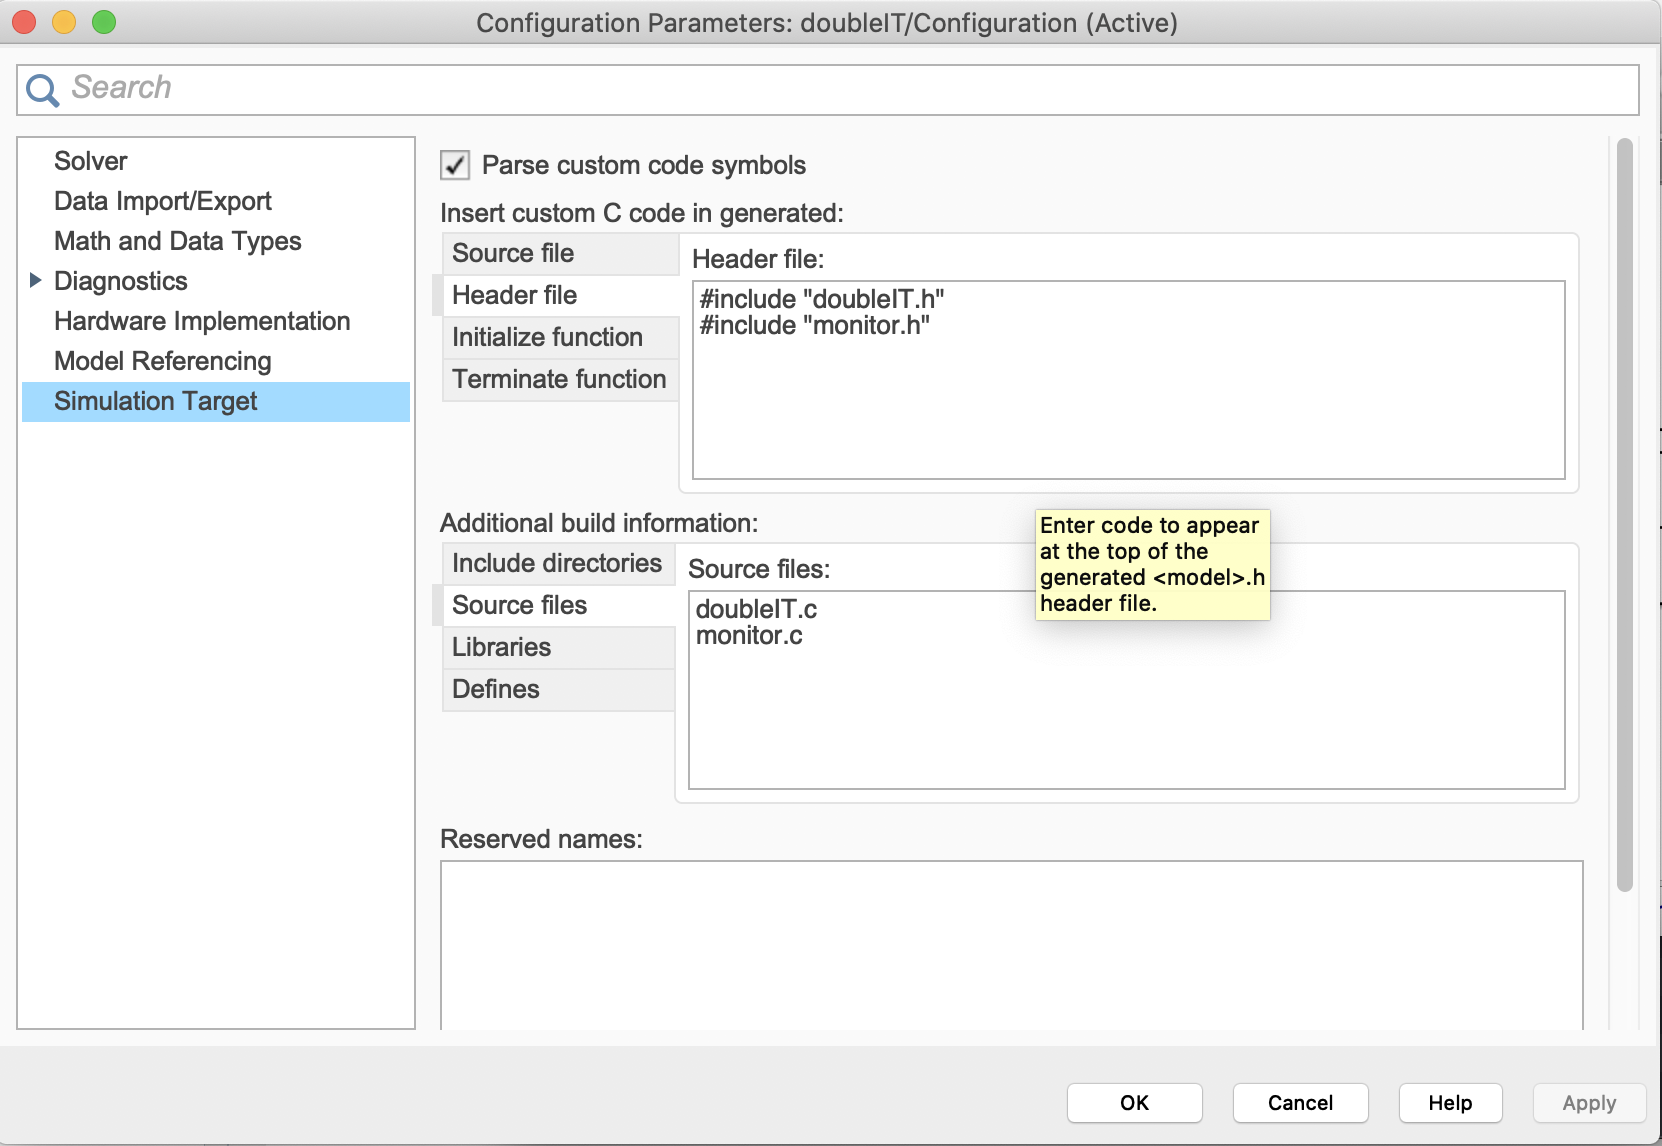 Configuration Parameters: doubleIT/Configuration (Active)
Search
Solver
Data Import/Export
Math and Data Types
Diagnostics
Hardware Implementation
Model Referencing
Simulation Target
Parse custom code symbols
Insert custom C code in generated:
Source file
Header file
Initialize function
Terminate function
Header file:
#include "doubleIT.h"
#include "monitor.h"
Additional build information:
Include directories
Source files
Libraries
Defines
Source files:
doubleIT.c
monitor.c
Enter code to appear
at the top of the
generated <model>.h
header file.
Reserved names:
OK
Cancel
Help
Apply